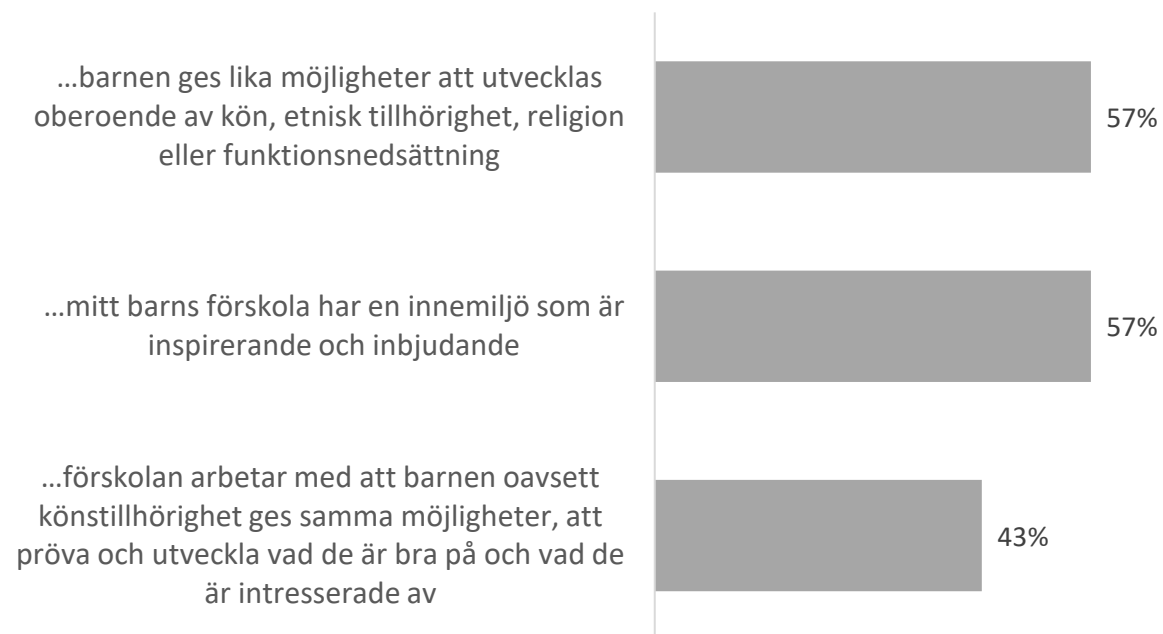 …barnen ges lika möjligheter att utvecklas
oberoende av kön, etnisk tillhörighet, religion
eller funktionsnedsättning
57%
…mitt barns förskola har en innemiljö som är
inspirerande och inbjudande
57%
…förskolan arbetar med att barnen oavsett
könstillhörighet ges samma möjligheter, att
pröva och utveckla vad de är bra på och vad de
är intresserade av
43%